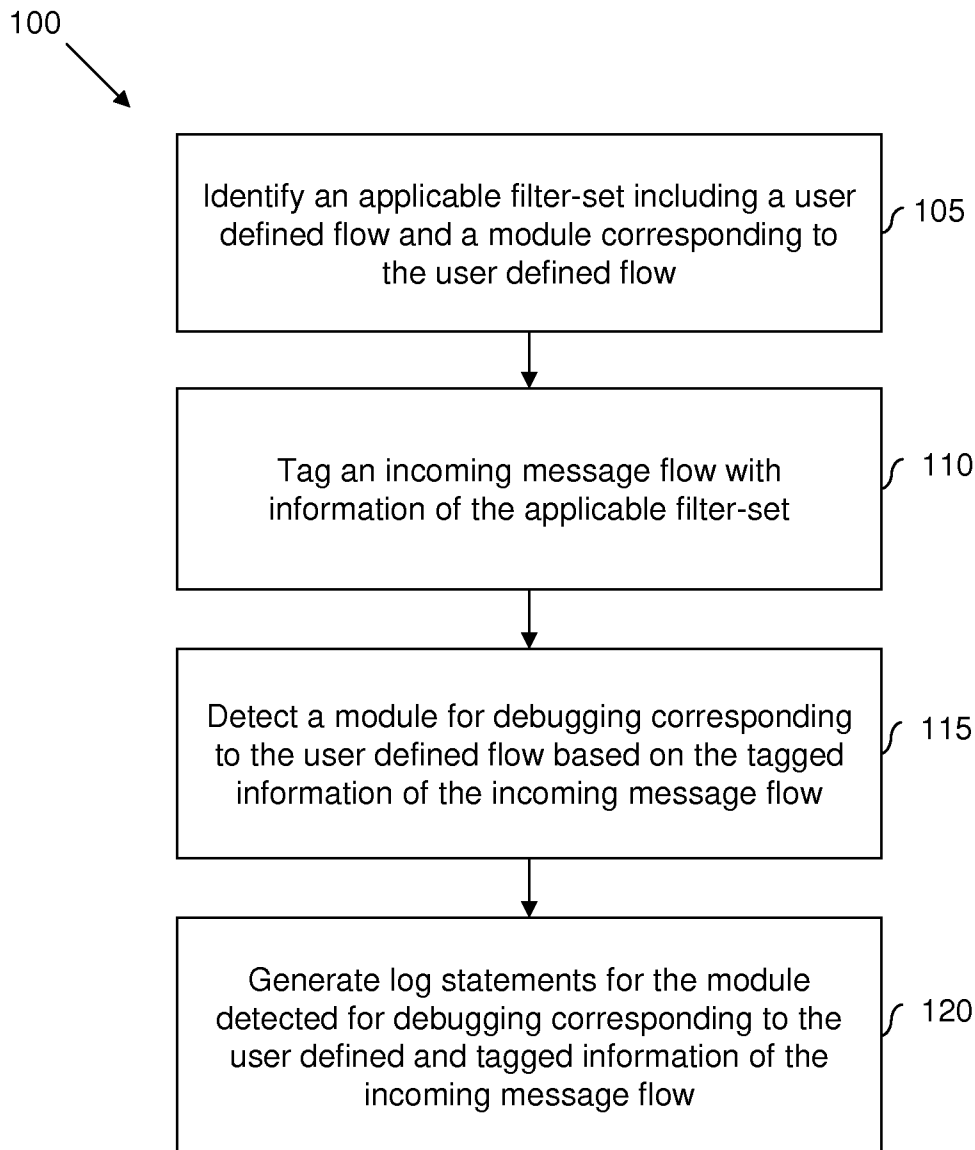 100
Identify an applicable filter-set including a user
defined flow and a module corresponding to
the user defined flow
105
Tag an incoming message flow with
information of the applicable filter-set
110
Detect a module for debugging corresponding
to the user defined flow based on the tagged
information of the incoming message flow
115
Generate log statements for the module
detected for debugging corresponding to the
user defined and tagged information of the
incoming message flow
120